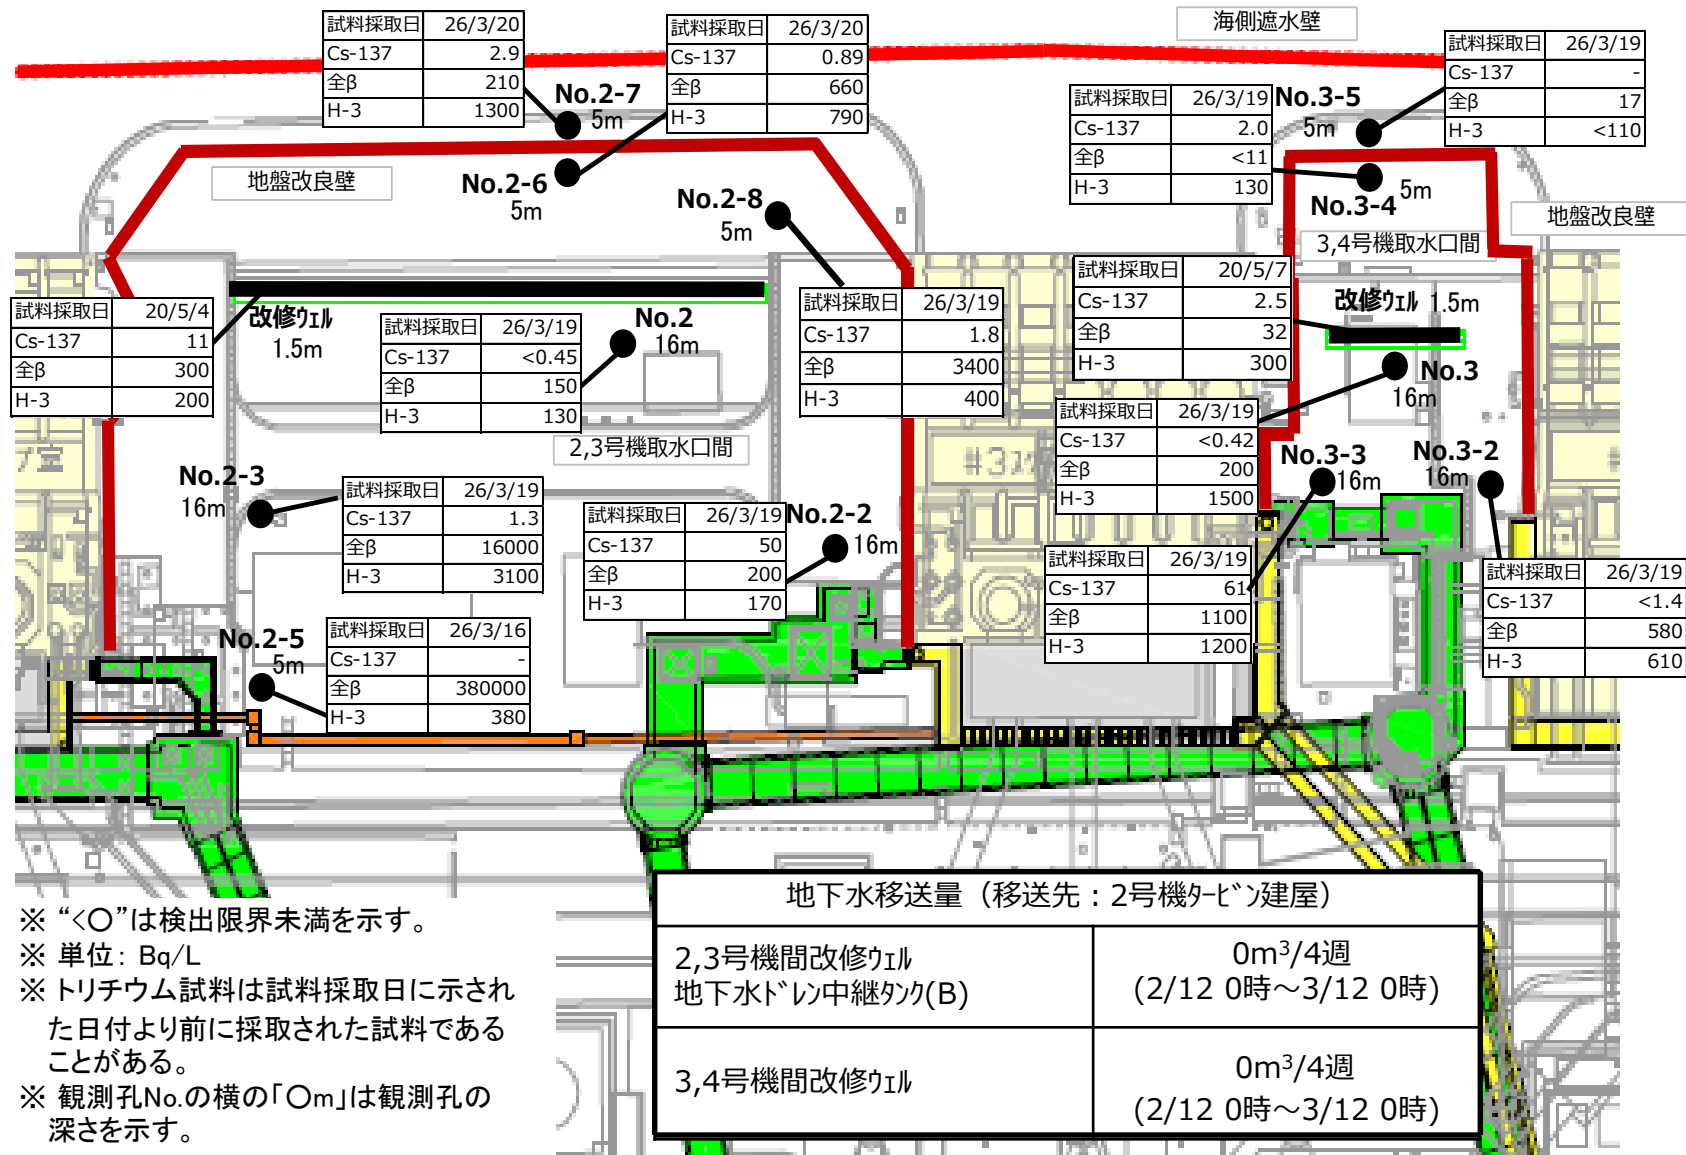 海側遮水壁
試料採取日 26/3/20
Cs-137 2.9
全β 210
H-3 1300
No.2-7
5m
試料採取日 26/3/20
Cs-137 0.89
全β 660
H-3 790
No.2-6
5m
地盤改良壁
No.2-8
5m
試料採取日 26/3/19
Cs-137 2.0
全β <11
H-3 130
No.3-5
5m
試料採取日 26/3/19
Cs-137 -
全β 17
H-3 <110
No.3-4
5m
地盤改良壁
3,4号機取水口間
試料採取日 20/5/4
Cs-137 11
全β 300
H-3 200
改修ｳｪﾙ
1.5m
試料採取日 26/3/19
Cs-137 <0.45
全β 150
H-3 130
No.2
16m
試料採取日 26/3/19
Cs-137 1.8
全β 3400
H-3 400
試料採取日 20/5/7
Cs-137 2.5
全β 32
H-3 300
改修ｳｪﾙ 1.5m
No.3
16m
試料採取日 26/3/19
Cs-137 <0.42
全β 200
H-3 1500
2,3号機取水口間
No.2-3
16m
試料採取日 26/3/19
Cs-137 1.3
全β 16000
H-3 3100
試料採取日 26/3/19
Cs-137 50
全β 200
H-3 170
No.2-2
16m
#3
No.3-3
16m
No.3-2
16m
試料採取日 26/3/19
Cs-137 61
全β 1100
H-3 1200
試料採取日 26/3/19
Cs-137 <1.4
全β 580
H-3 610
No.2-5
5m
試料採取日 26/3/16
Cs-137 -
全β 380000
H-3 380
※ “<〇”は検出限界未満を示す。
※ 単位: Bq/L
※ トリチウム試料は試料採取日に示され
た日付より前に採取された試料である
ことがある。
※ 観測孔No.の横の「〇m」は観測孔の
深さを示す。
地下水移送量（移送先：2号機ﾀｰﾋﾞﾝ建屋）
2,3号機間改修ｳｪﾙ
地下水ﾄﾞﾚﾝ中継ﾀﾝｸ(B)
0m³/4週
(2/12 0時～3/12 0時)
3,4号機間改修ｳｪﾙ
0m³/4週
(2/12 0時～3/12 0時)